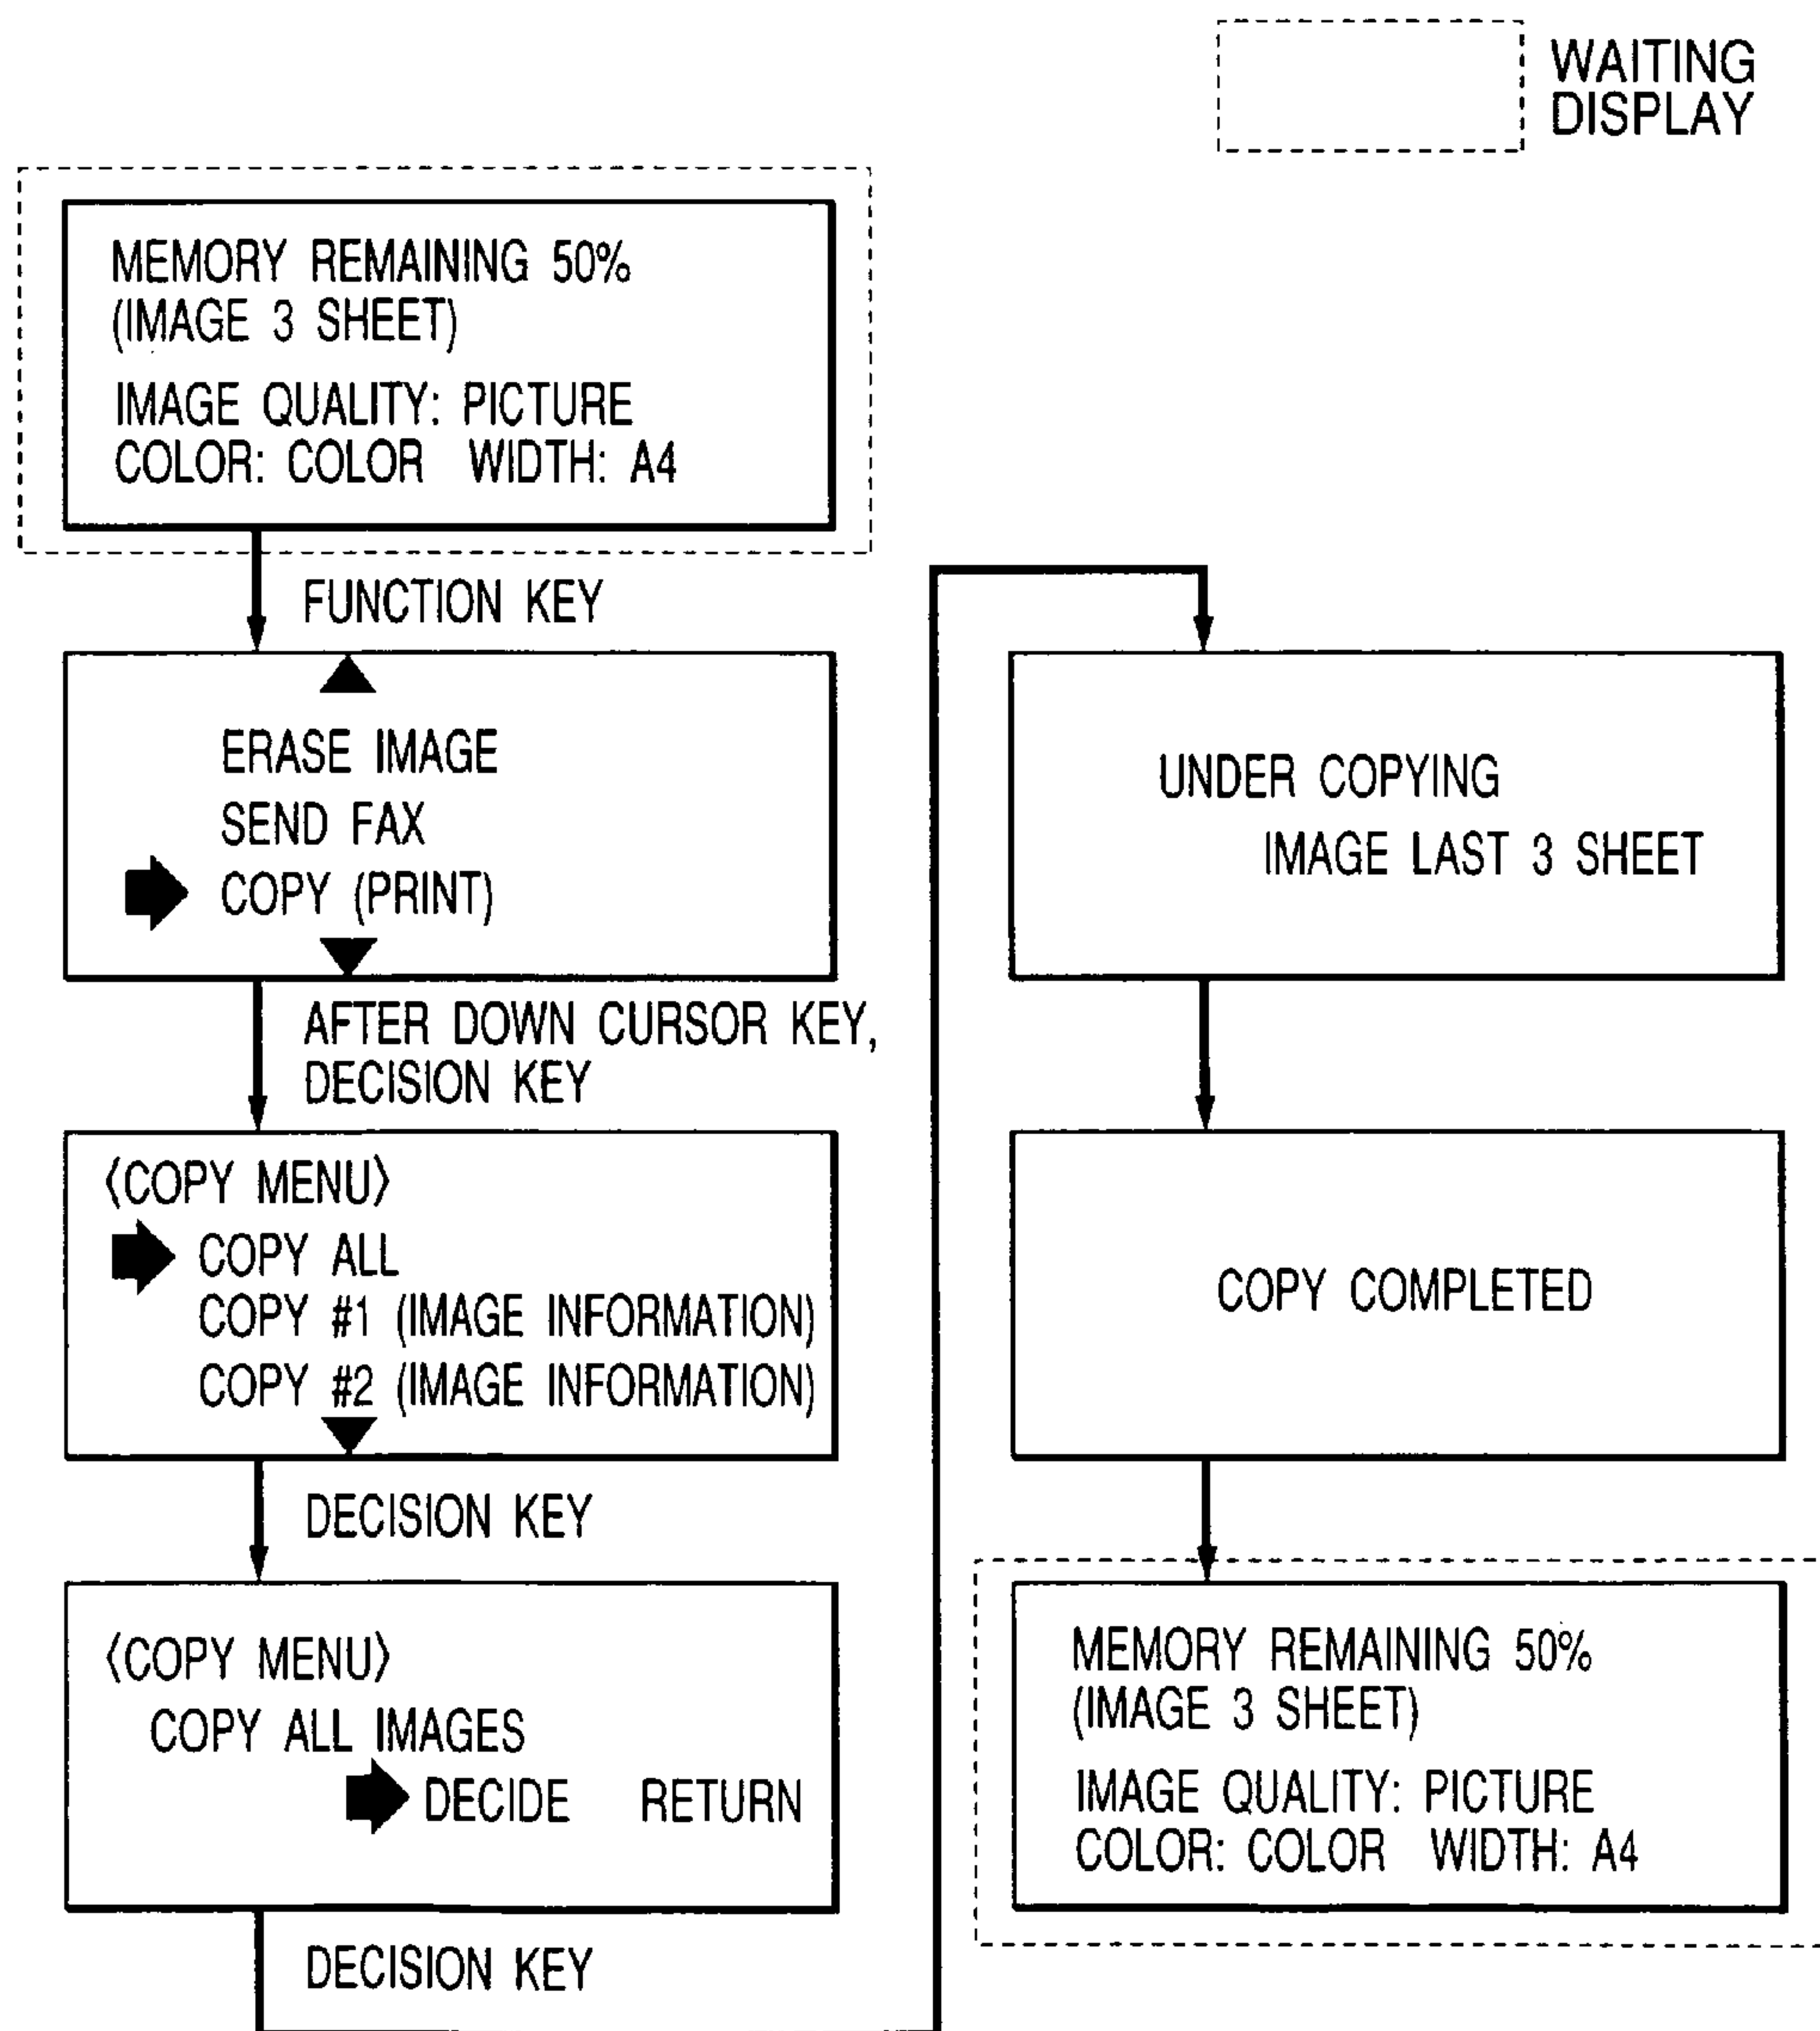 WAITING
DISPLAY
MEMORY REMAINING 50%
(IMAGE 3 SHEET)
IMAGE QUALITY: PICTURE
COLOR: COLOR WIDTH: A4
FUNCTION KEY
ERASE IMAGE
SEND FAX
COPY (PRINT)
AFTER DOWN CURSOR KEY,
DECISION KEY
〈COPY MENU〉
COPY ALL
COPY #1 (IMAGE INFORMATION)
COPY #2 (IMAGE INFORMATION)
DECISION KEY
〈COPY MENU〉
COPY ALL IMAGES
DECIDE RETURN
DECISION KEY
UNDER COPYING
IMAGE LAST 3 SHEET
COPY COMPLETED
MEMORY REMAINING 50%
(IMAGE 3 SHEET)
IMAGE QUALITY: PICTURE
COLOR: COLOR WIDTH: A4